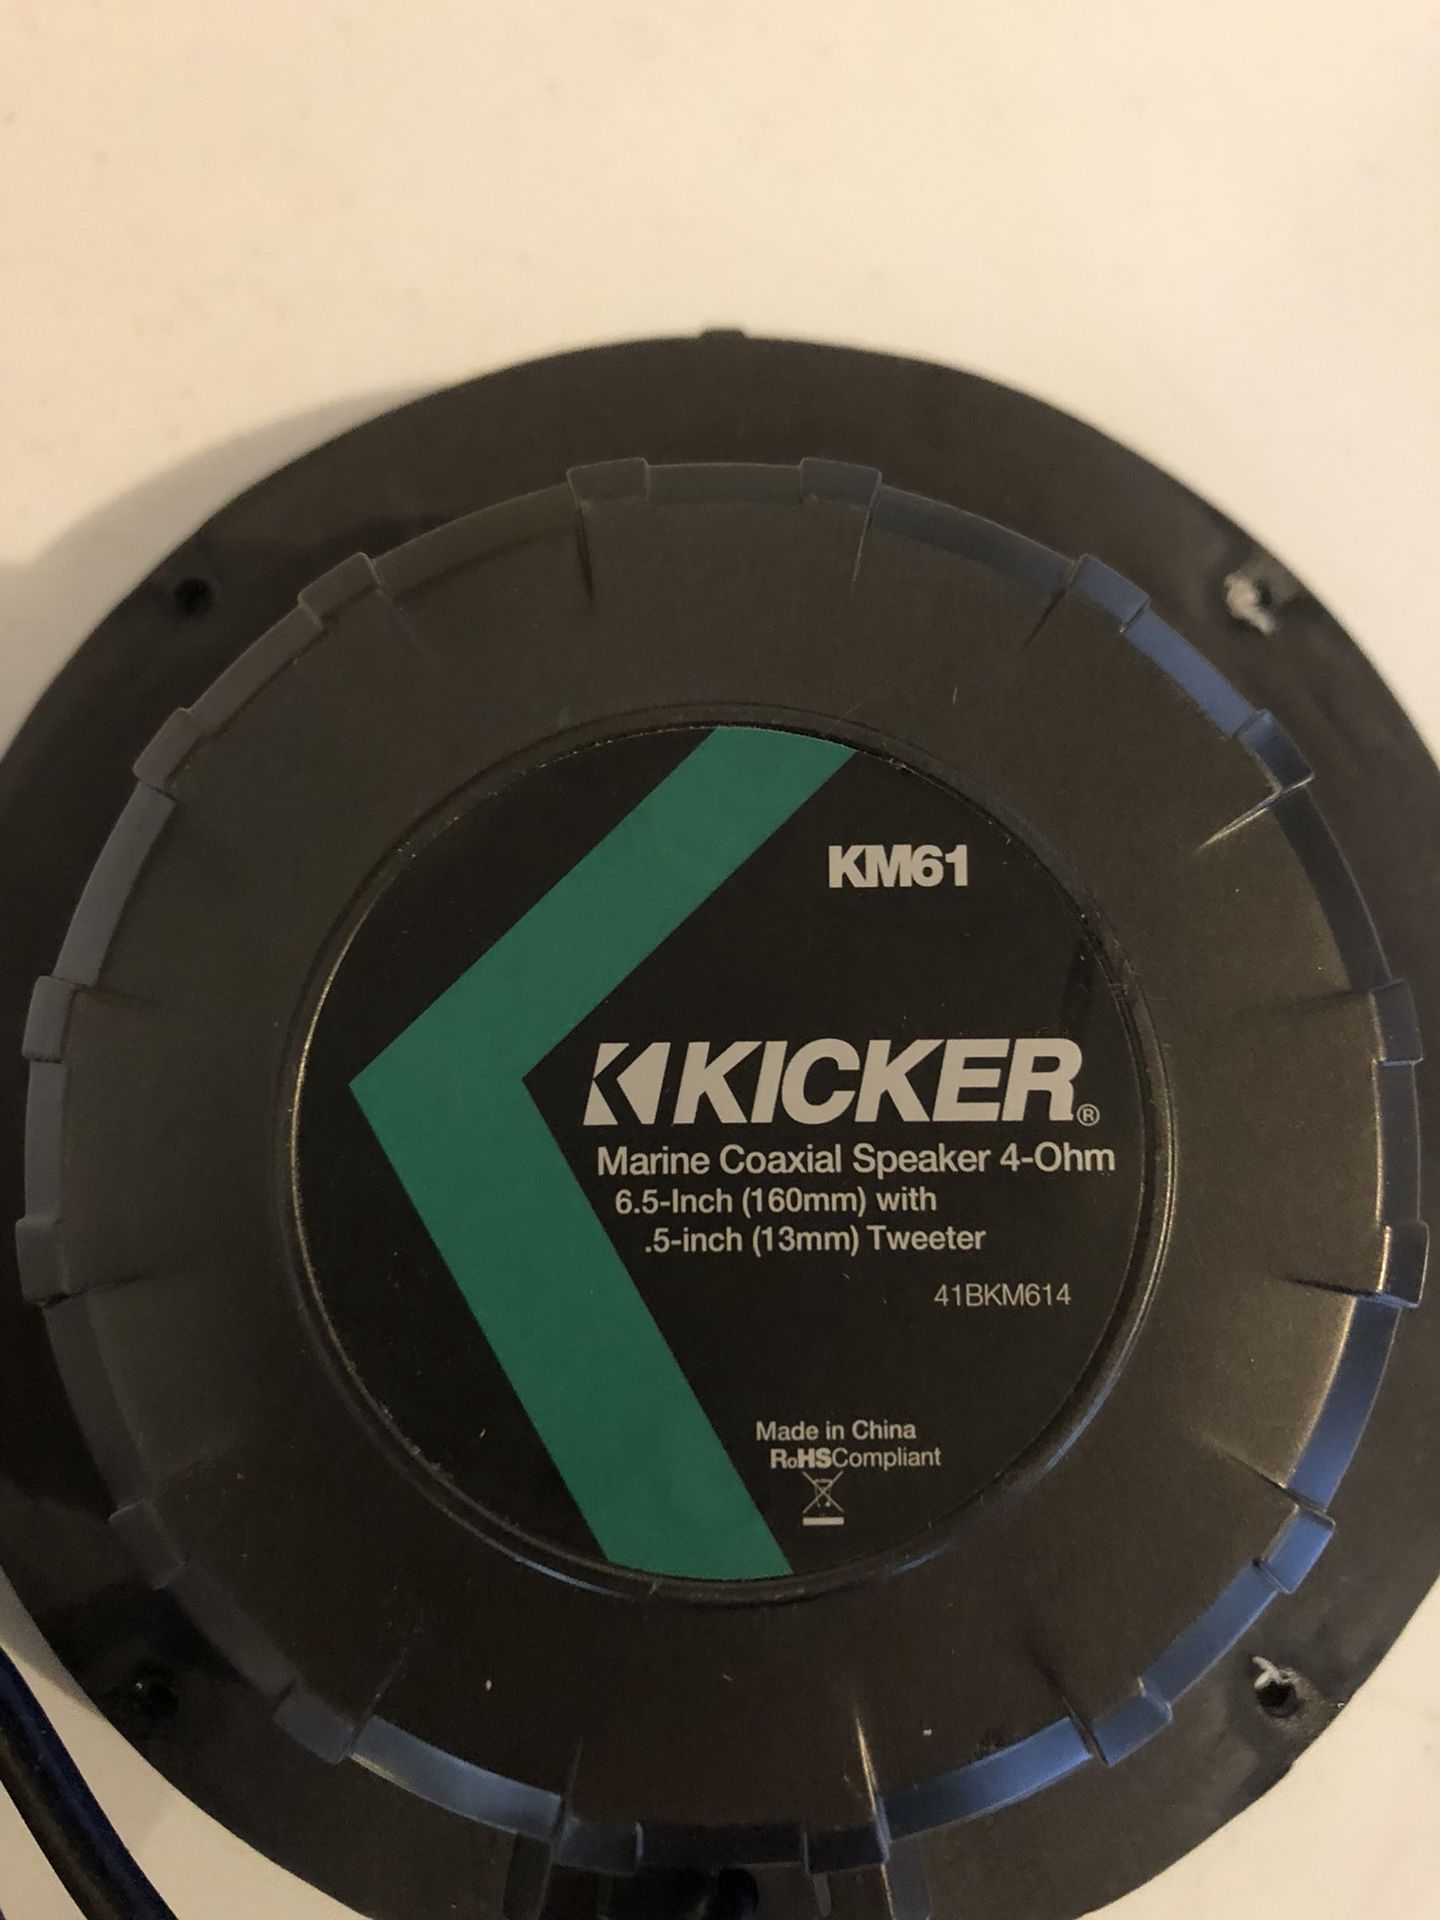 KM61
KICKER®
Marine Coaxial Speaker 4-Ohm
6.5-Inch (160mm) with
.5-inch (13mm) Tweeter
41BKM614
Made in China
RoHSCompliant